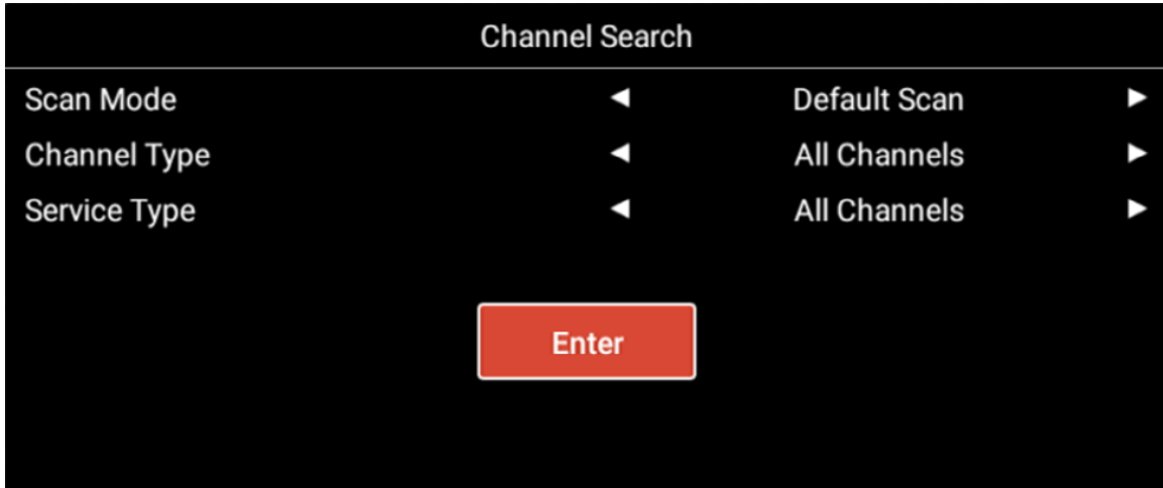 Channel Search
Scan Mode ◀ Default Scan ▶
Channel Type ◀ All Channels ▶
Service Type ◀ All Channels ▶
Enter